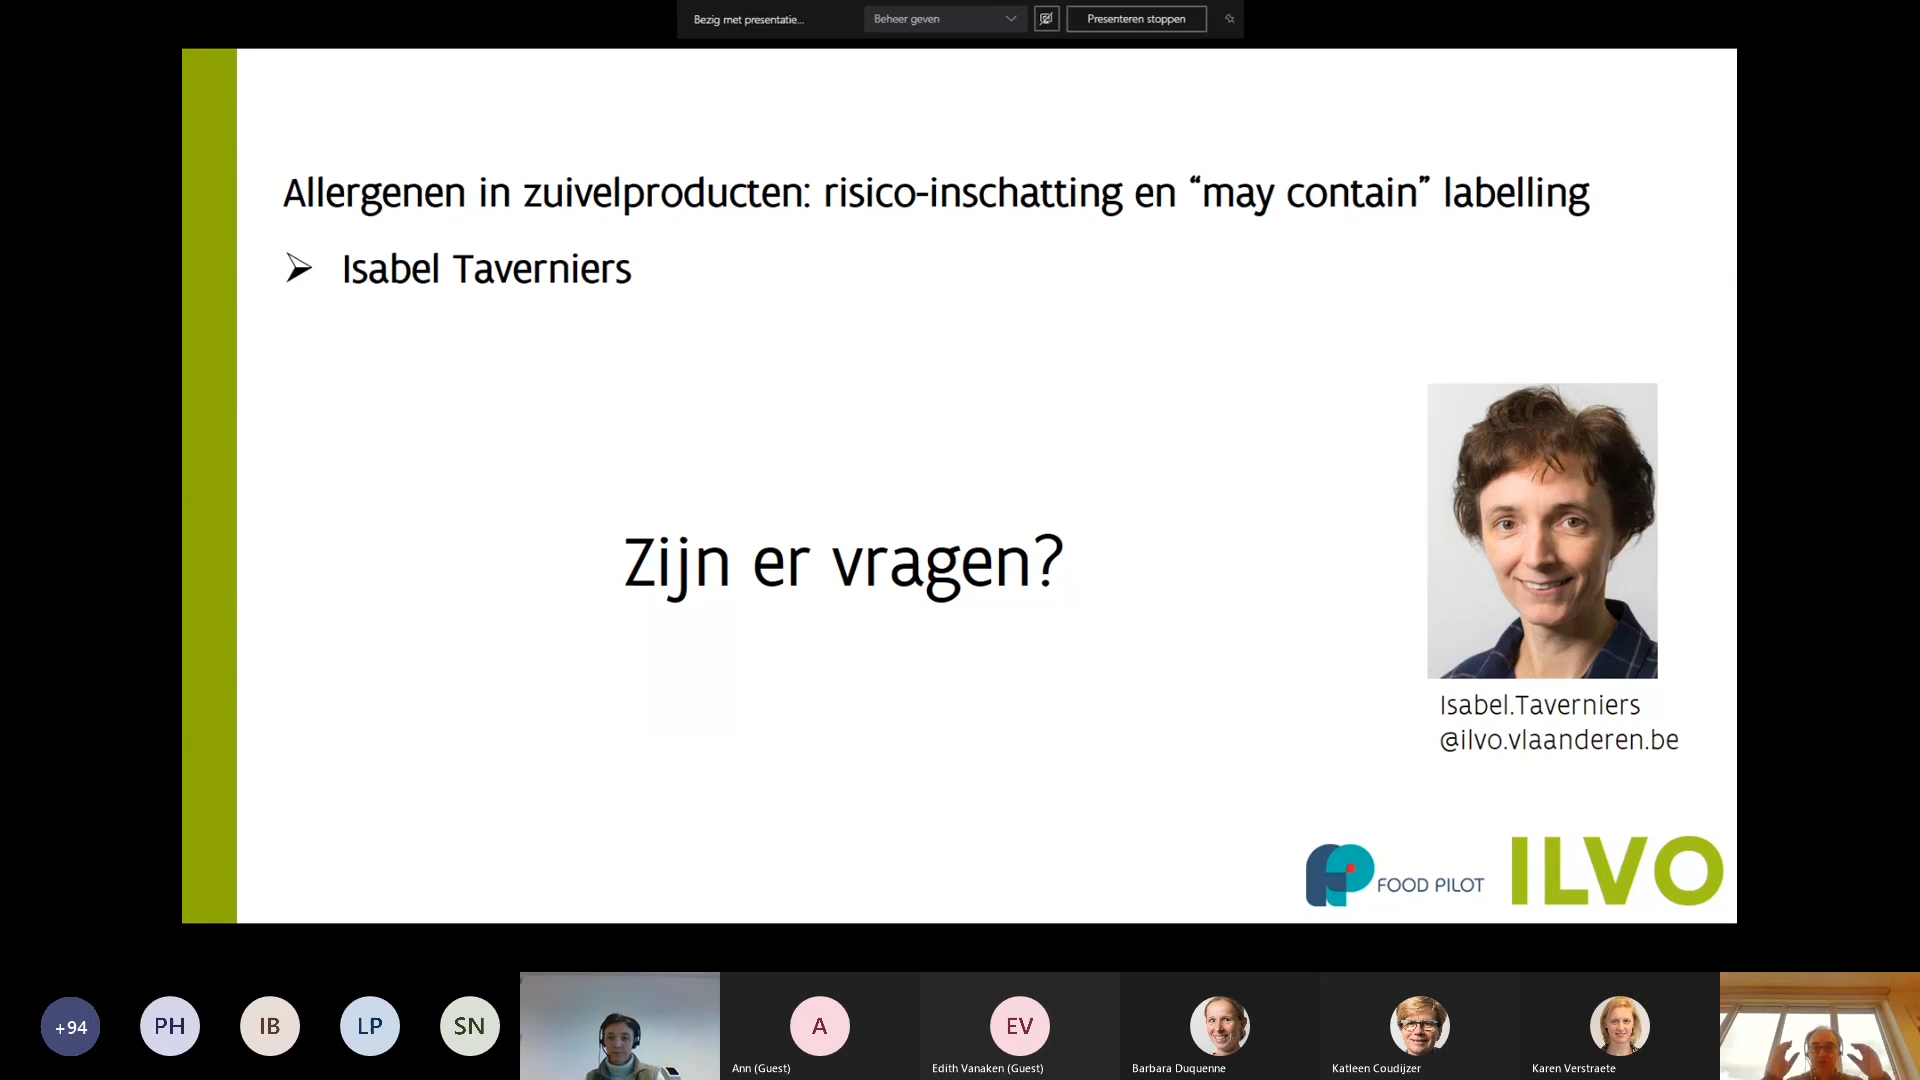 Bezig met presentatie...
Beheer geven
Presenteren stoppen
Allergenen in zuivelproducten: risico-inschatting en “may contain” labelling
Isabel Taverniers
Zijn er vragen?
Isabel.Taverniers
@ilvo.vlaanderen.be
FOOD PILOT
ILVO
+94
PH
IB
LP
SN
A
EV
Ann (Guest)
Edith Vanaken (Guest)
Barbara Duquenne
Katleen Coudijzer
Karen Verstraete